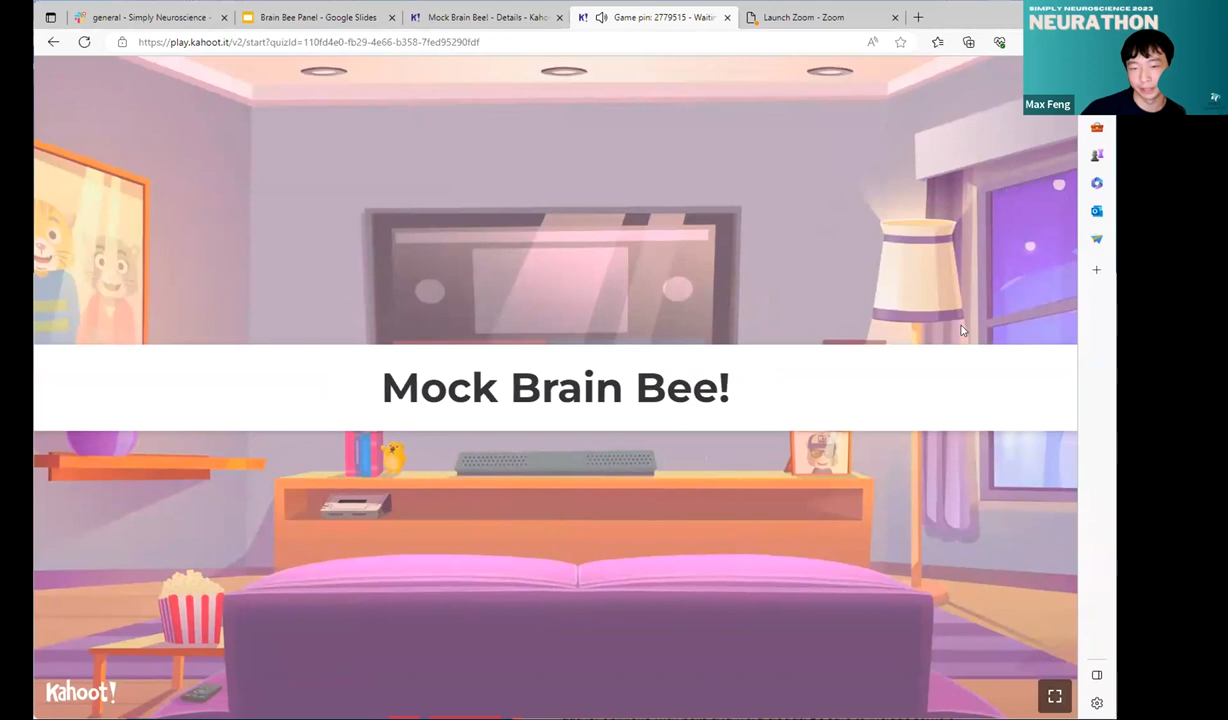 general - Simply Neuroscience -
Brain Bee Panel - Google Slides
Mock Brain Bee! - Details - Kaho
Game pin: 2779515 - Waitin
Launch Zoom - Zoom
https://play.kahoot.it/v2/start?quizId=110fd4e0-fb29-4e66-b358-7fed95290fdf
SIMPLY NEUROSCIENCE 2023
NEURATHON
Max Feng
Mock Brain Bee!
Kahoot!